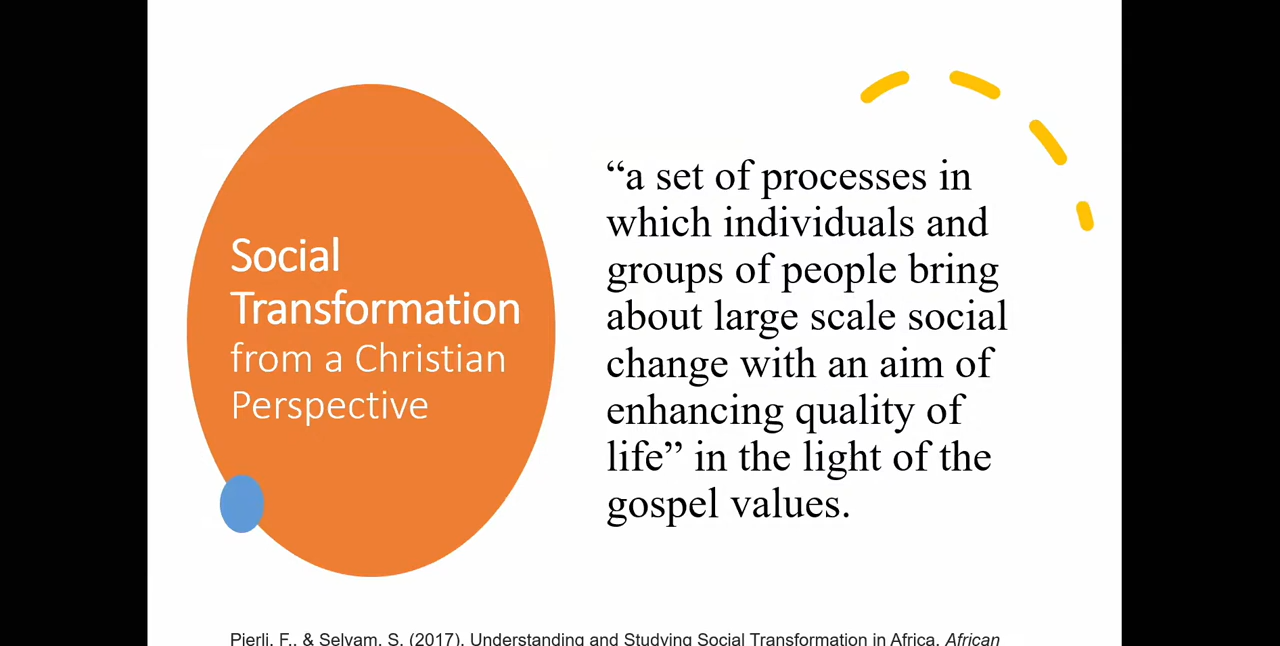 Social
Transformation
from a Christian
Perspective
“a set of processes in
which individuals and
groups of people bring
about large scale social
change with an aim of
enhancing quality of
life” in the light of the
gospel values.
Pierli, F., & Selvam, S. (2017). Understanding and Studying Social Transformation in Africa. African